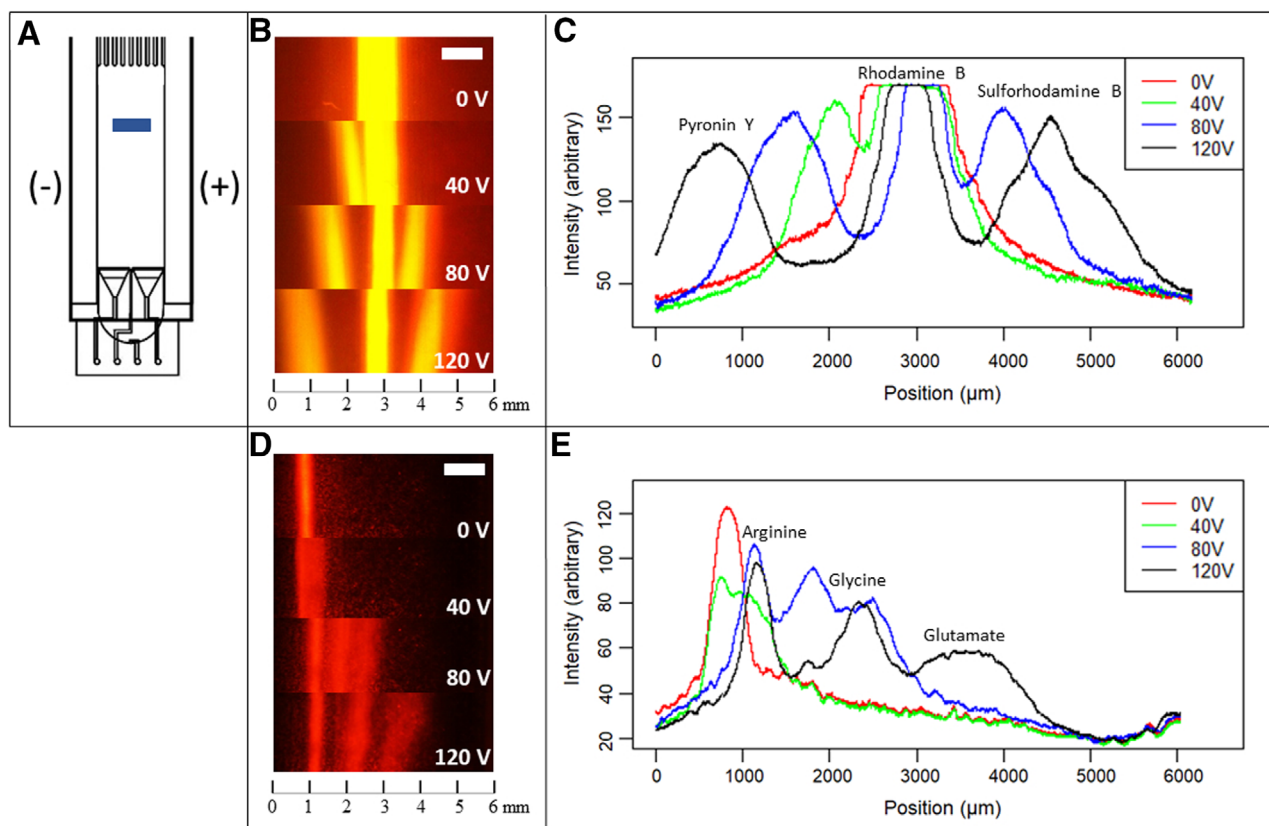 A
(-)
(+)
B
0 V
40 V
80 V
120 V
0 1 2 3 4 5 6 mm
C
Intensity (arbitrary)
150
100
50
Pyronin Y
Rhodamine B
Sulforhodamine B
0V
40V
80V
120V
0 1000 2000 3000 4000 5000 6000
Position (µm)
D
0 V
40 V
80 V
120 V
0 1 2 3 4 5 6 mm
E
Intensity (arbitrary)
120
100
80
60
40
20
Arginine
Glycine
Glutamate
0V
40V
80V
120V
0 1000 2000 3000 4000 5000 6000
Position (µm)